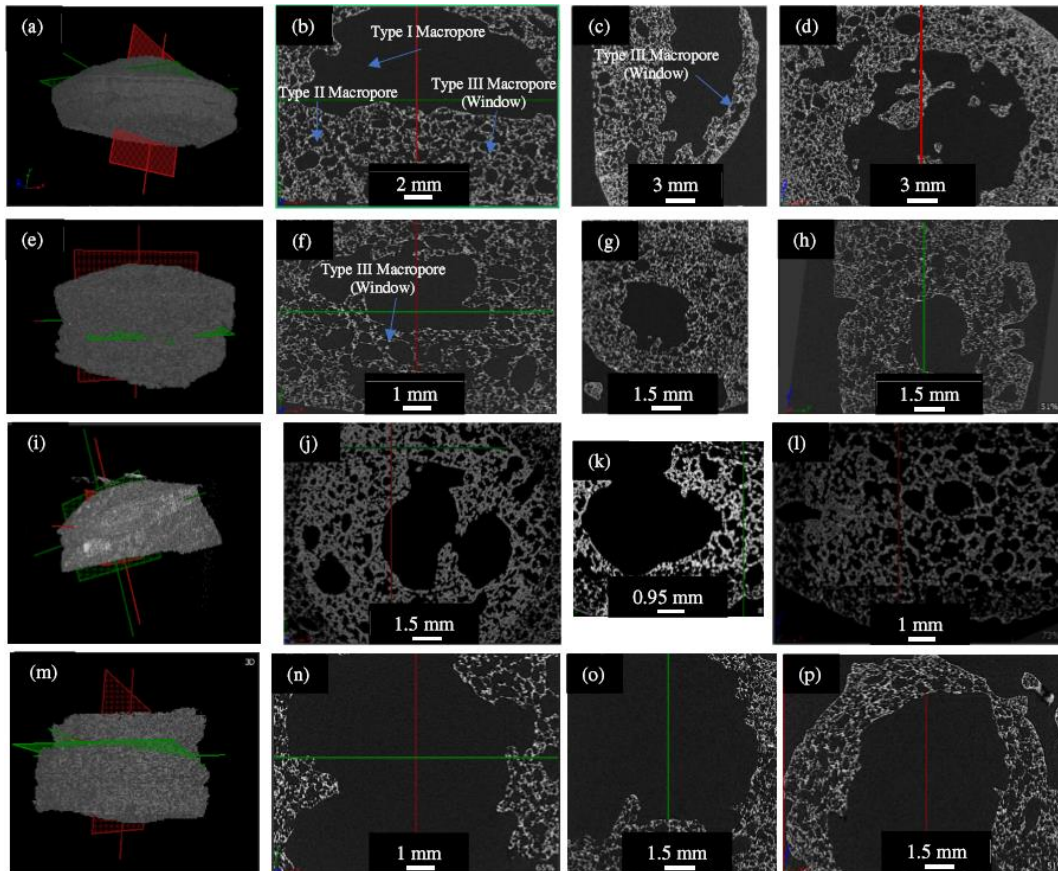 (a)
(b)
Type I Macropore
Type II Macropore
Type III Macropore
(Window)
2 mm
(c)
Type III Macropore
(Window)
3 mm
(d)
3 mm
(e)
(f)
Type III Macropore
(Window)
1 mm
(g)
1.5 mm
(h)
1.5 mm
51%
(i)
(j)
1.5 mm
(k)
0.95 mm
(l)
1 mm
(m)
3D
(n)
1 mm
(o)
1.5 mm
(p)
1.5 mm